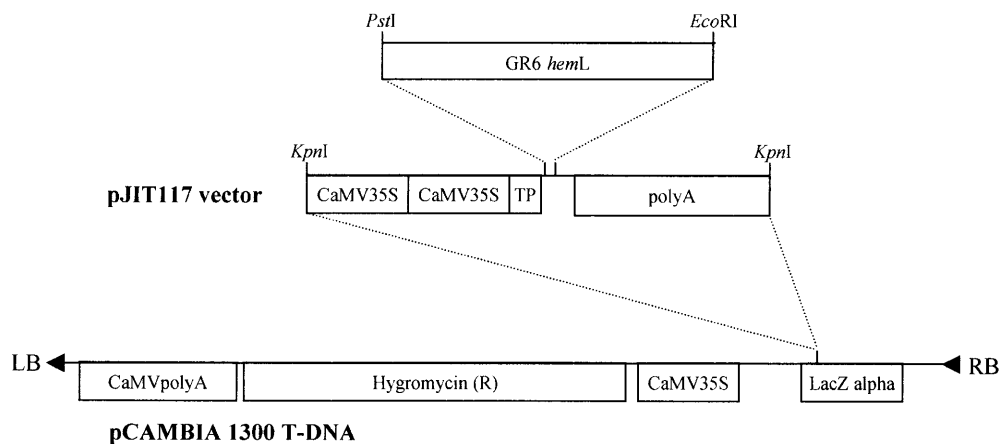 PstI EcoRI
GR6 hemL
KpnI KpnI
pJIT117 vector CaMV35S CaMV35S TP polyA
LB RB
CaMVpolyA Hygromycin (R) CaMV35S LacZ alpha
pCAMBIA 1300 T-DNA